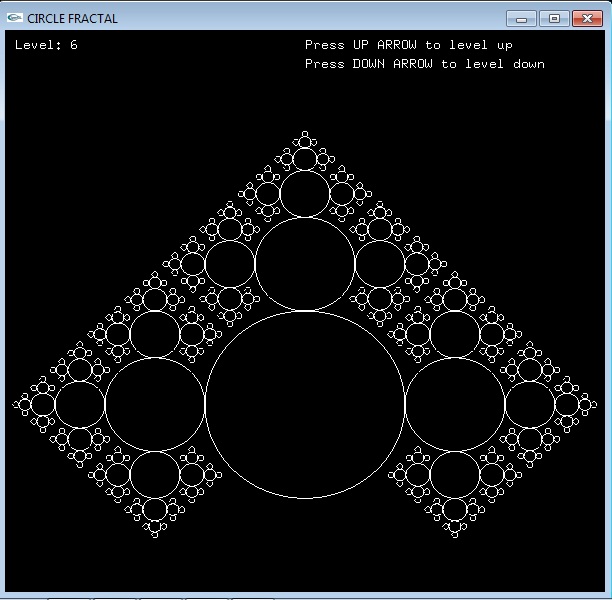 CIRCLE FRACTAL
Level: 6
Press UP ARROW to level up
Press DOWN ARROW to level down